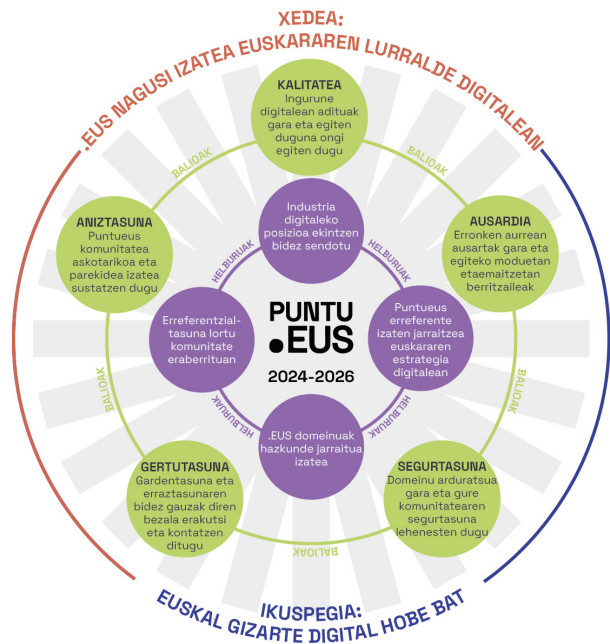 XEDEA:
.EUS NAGUSI IZATEA EUSKARAREN LURRALDE DIGITALEAN
KALITATEA
Ingurune
digitalean adituak
gara eta egiten
duguna ongi
egiten dugu
BALIOAK
BALIOAK
ANIZTASUNA
Puntueus
komunitatea
askotarikoa eta
parekidea izatea
sustatzen dugu
Industria
digitaleko
posizioa ekintzen
bidez sendotu
AUSARDIA
Erronken aurrean
ausartak gara eta
egiteko moduetan
etaemaitzetan
berritzaileak
HELBURUAK
HELBURUAK
Erreferentzial-
tasuna lortu
komunitate
eraberrituan
PUNTU
.EUS
2024-2026
Puntueus
erreferente
izaten jarraitzea
euskararen
estrategia
digitalean
BALIOAK
BALIOAK
HELBURUAK
HELBURUAK
.EUS domeinuak
hazkunde jarraitua
izatea
GERTUTASUNA
Gardentasuna eta
erraztasunaren
bidez gauzak diren
bezala erakutsi
eta kontatzen
ditugu
SEGURTASUNA
Domeinu arduratsua
gara eta gure
komunitatearen
segurtasuna
lehenesten dugu
BALIOAK
IKUSPEGIA:
EUSKAL GIZARTE DIGITAL HOBE BAT